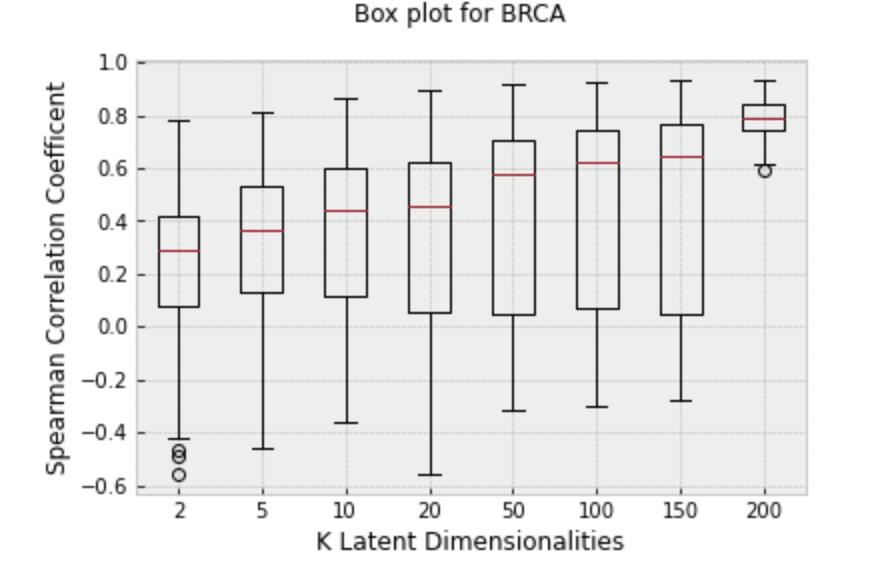 Box plot for BRCA
Spearman Correlation Coefficent
1.0
0.8
0.6
0.4
0.2
0.0
−0.2
−0.4
−0.6
2 5 10 20 50 100 150 200
K Latent Dimensionalities